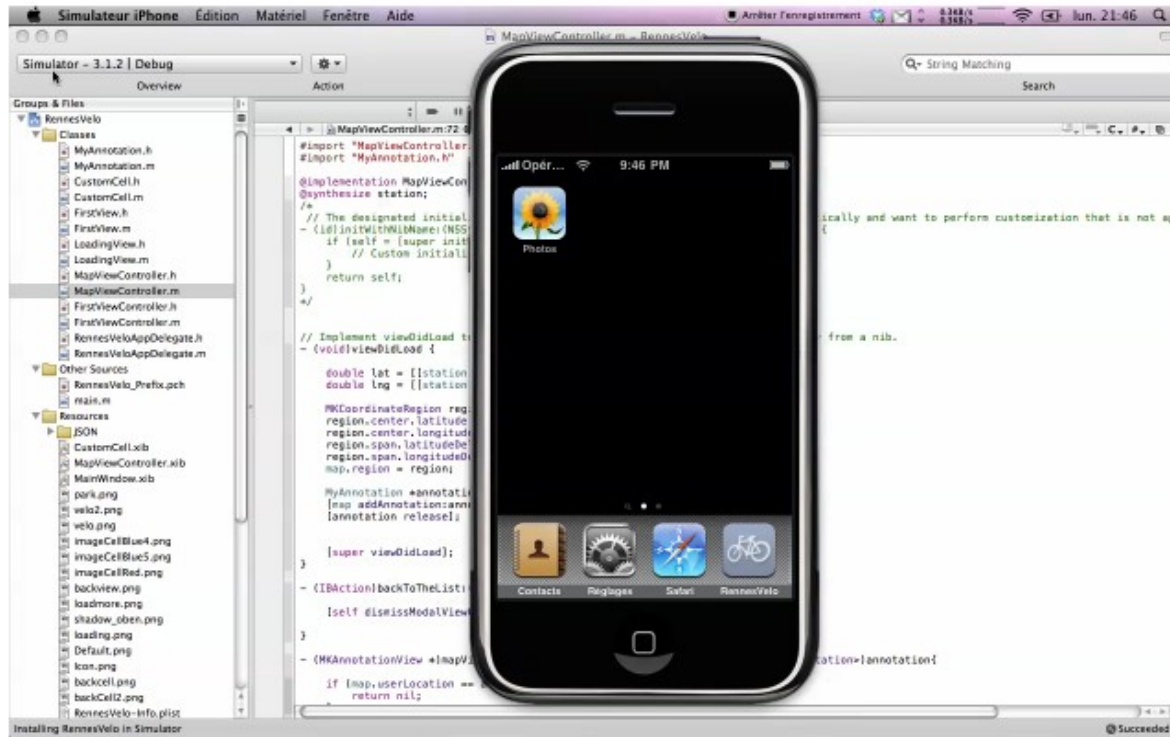 Simulateur iPhone Édition Matériel Fenêtre Aide Arrêter l'enregistrement lun. 21:46
MapViewController.m – RennesVelo
Simulator – 3.1.2 | Debug
String Matching
Overview
Action
Search
Groups & Files
RennesVelo
Classes
MyAnnotation.h
MyAnnotation.m
CustomCell.h
CustomCell.m
FirstView.h
FirstView.m
LoadingView.h
LoadingView.m
MapViewController.h
MapViewController.m
FirstViewController.h
FirstViewController.m
RennesVeloAppDelegate.h
RennesVeloAppDelegate.m
Other Sources
RennesVelo_Prefix.pch
main.m
Resources
JSON
CustomCell.xib
MapViewController.xib
MainWindow.xib
park.png
velo2.png
velo.png
imageCellBlue4.png
imageCellBlue5.png
imageCellRed.png
backview.png
loadmore.png
shadow_oben.png
loading.png
Default.png
Icon.png
backcell.png
backCell2.png
RennesVelo-Info.plist
MapViewController.m:72
#import "MapViewController
#import "MyAnnotation.h"
@implementation MapViewCon
@synthesize station;
/*
// The designated initial ically and want to perform customization that is not a
- (id)initWithNibName:(NSS {
if (self = [super init
// Custom initiali
}
return self;
}
*/
// Implement viewDidLoad t from a nib.
- (void)viewDidLoad {
double lat = [[station
double lng = [[station
MKCoordinateRegion reg
region.center.latitude
region.center.longitud
region.span.latitudeDe
region.span.longitudeD
map.region = region;
MyAnnotation *annotati
[map addAnnotation:ann
[annotation release];
[super viewDidLoad];
}
- (IBAction)backToTheList:
[self dismissModalView
}
- (MKAnnotationView *)mapVi tation>)annotation{
if (map.userLocation ==
return nil;
Opér... 9:46 PM
Photos
Contacts Réglages Safari RennesVelo
Installing RennesVelo in Simulator
Succeeded